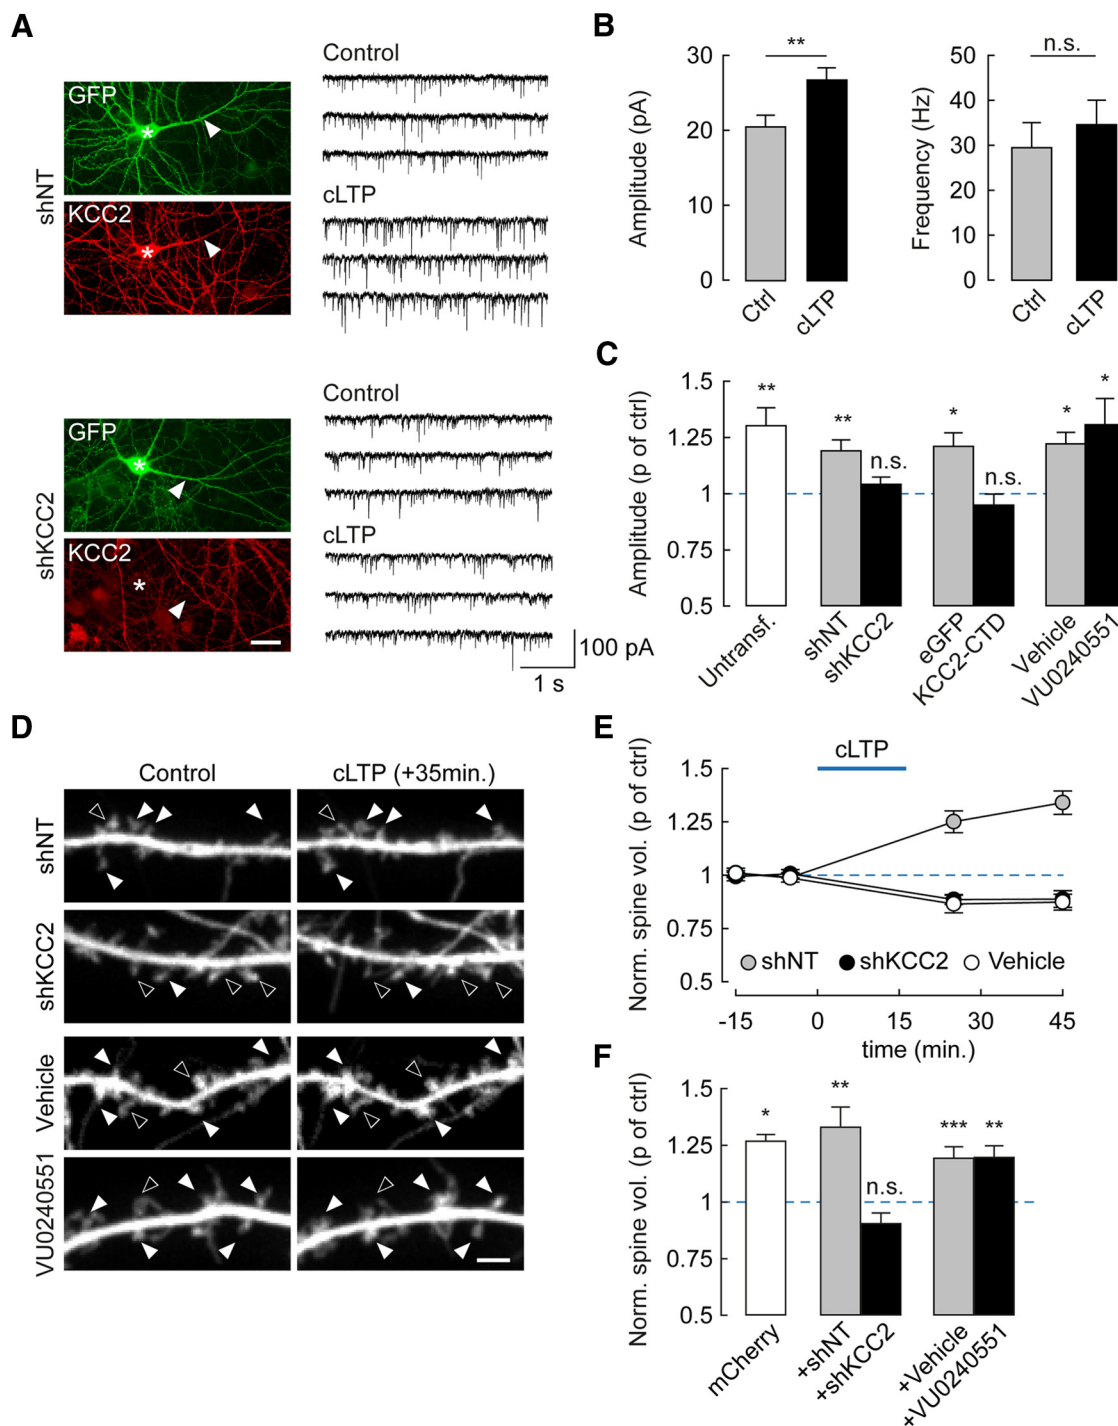 A
shNT
GFP
KCC2
Control
cLTP
shKCC2
GFP
KCC2
Control
cLTP
100 pA
1 s
B
Amplitude (pA)
30
20
10
0
**
Ctrl
cLTP
Frequency (Hz)
50
40
30
20
10
0
n.s.
Ctrl
cLTP
C
Amplitude (p of ctrl)
1.5
1.25
1
0.75
0.5
**
**
n.s.
*
n.s.
*
*
Untransf.
shNT
shKCC2
eGFP
KCC2-CTD
Vehicle
VU0240551
D
Control
cLTP (+35min.)
shNT
shKCC2
Vehicle
VU0240551
E
Norm. spine vol. (p of ctrl)
1.5
1.25
1
0.75
0.5
cLTP
shNT
shKCC2
Vehicle
-15
0
15
30
45
time (min.)
F
Norm. spine vol. (p of ctrl)
1.5
1.25
1
0.75
0.5
*
**
n.s.
***
**
mCherry
+shNT
+shKCC2
+Vehicle
+VU0240551